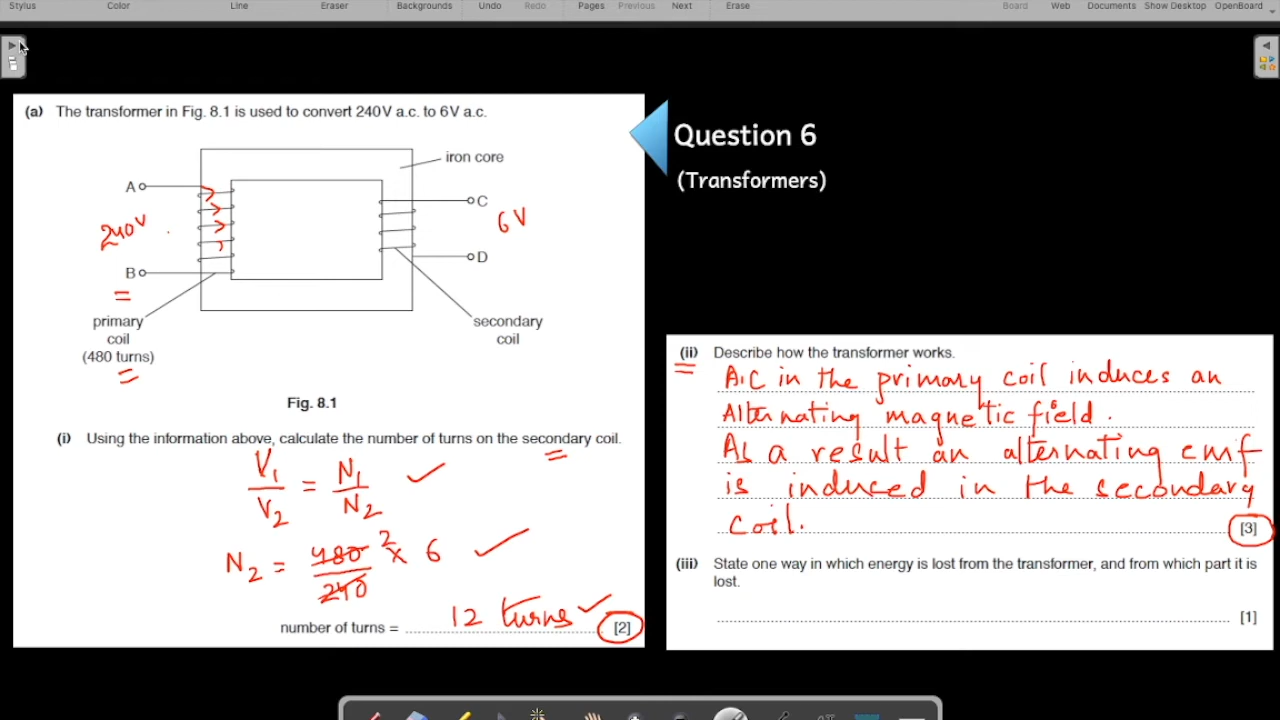 Stylus Color Line Eraser Backgrounds Undo Redo Pages Previous Next Erase Board Web Documents Show Desktop OpenBoard
(a) The transformer in Fig. 8.1 is used to convert 240 V a.c. to 6 V a.c.
iron core
A
C
240V
6V
B
D
primary coil (480 turns)
secondary coil
Fig. 8.1
(i) Using the information above, calculate the number of turns on the secondary coil.
V1/V2 = N1/N2 ✓
N2 = 480/240 2 × 6 ✓
12 turns ✓
number of turns = [2]
Question 6
(Transformers)
(ii) Describe how the transformer works.
A.C in the primary coil induces an
Alternating magnetic field.
As a result an alternating emf
is induced in the secondary
coil.
[3]
(iii) State one way in which energy is lost from the transformer, and from which part it is
lost.
[1]